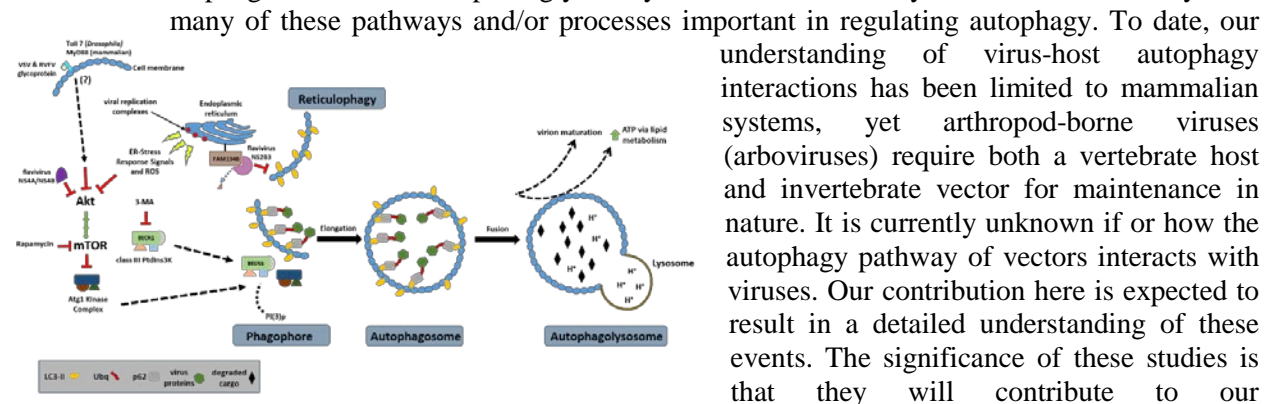 many of these pathways and/or processes important in regulating autophagy. To date, our
understanding of virus-host autophagy
interactions has been limited to mammalian
systems, yet arthropod-borne viruses
(arboviruses) require both a vertebrate host
and invertebrate vector for maintenance in
nature. It is currently unknown if or how the
autophagy pathway of vectors interacts with
viruses. Our contribution here is expected to
result in a detailed understanding of these
events. The significance of these studies is
that they will contribute to our
Toll 7 (Drosophila)
MyD88 (mammalian)
VSV & RVFV
glycoprotein
Cell membrane
(?)
viral replication
complexes
Endoplasmic
reticulum
Reticulophagy
FAM134B
flavivirus
NS2B3
ER-Stress
Response Signals
and ROS
flavivirus
NS4A/NS4B
Akt
3-MA
BECN1
Rapamycin
mTOR
class III PtdIns3K
Atg1 Kinase
Complex
BECN1
PI(3)p
Elongation
Fusion
virion maturation
ATP via lipid
metabolism
H⁺
H⁺
H⁺
H⁺
Lysosome
H⁺
H⁺
H⁺
H⁺
Phagophore
Autophagosome
Autophagolysosome
LC3-II
Ubq
p62
virus
proteins
degraded
cargo